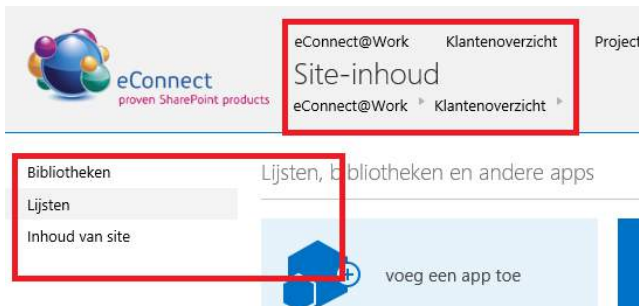 eConnect@Work Klantenoverzicht Project
Site-inhoud
eConnect@Work Klantenoverzicht
eConnect
proven SharePoint products
Bibliotheken
Lijsten
Inhoud van site
Lijsten, bibliotheken en andere apps
voeg een app toe